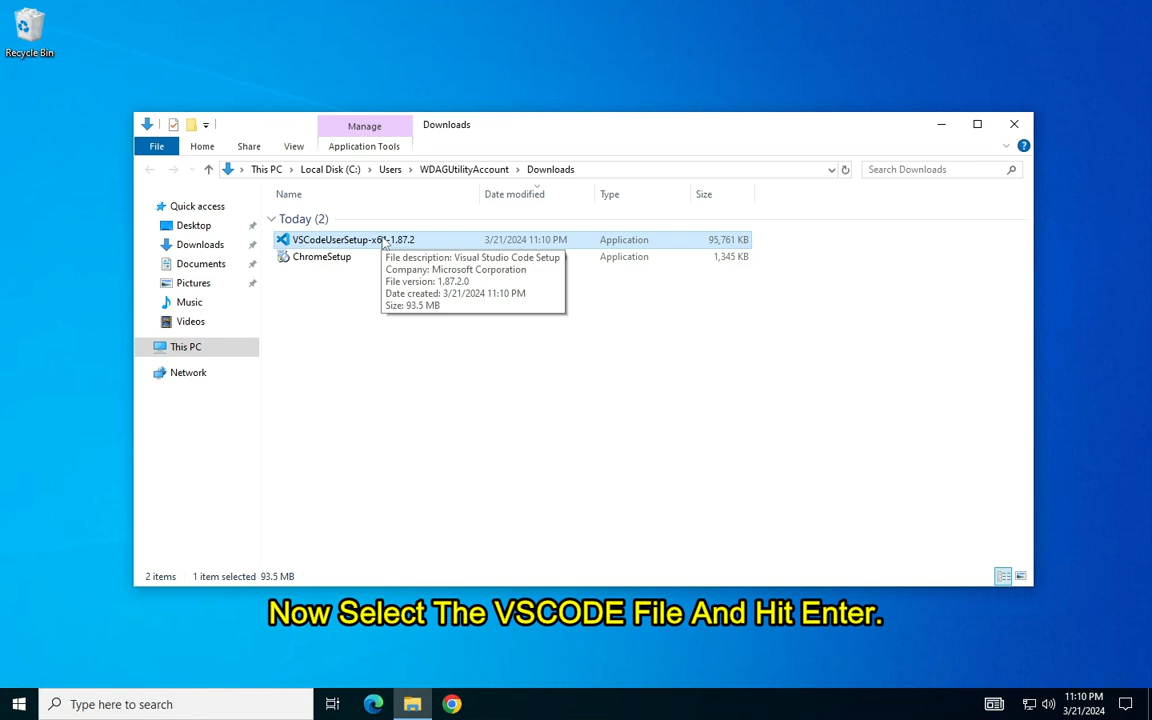 Recycle Bin
Manage
Downloads
File
Home
Share
View
Application Tools
This PC
Local Disk (C:)
Users
WDAGUtilityAccount
Downloads
Search Downloads
Name
Date modified
Type
Size
Quick access
Desktop
Downloads
Documents
Pictures
Music
Videos
This PC
Network
Today (2)
VSCodeUserSetup-x64-1.87.2
3/21/2024 11:10 PM
Application
95,761 KB
ChromeSetup
Application
1,345 KB
File description: Visual Studio Code Setup
Company: Microsoft Corporation
File version: 1.87.2.0
Date created: 3/21/2024 11:10 PM
Size: 93.5 MB
2 items
1 item selected 93.5 MB
Now Select The VSCODE File And Hit Enter.
Type here to search
11:10 PM
3/21/2024